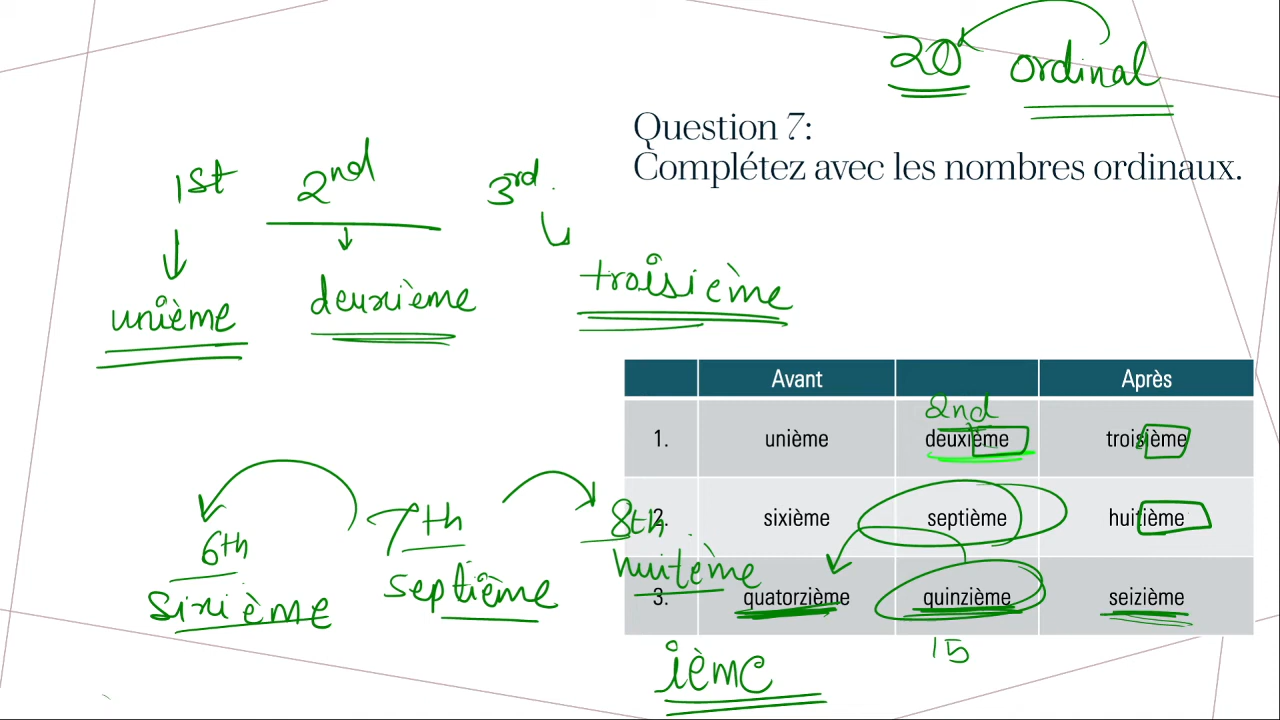 20 ordinal
Question 7:
Complétez avec les nombres ordinaux.
1st 2nd 3rd.
unième deuxième troisième
Avant Après
2nd
1. unième deuxième troisième
2. sixième septième huitième
6th 7th 8th
sixième septième huitème
3. quatorzième quinzième seizième
15
ième